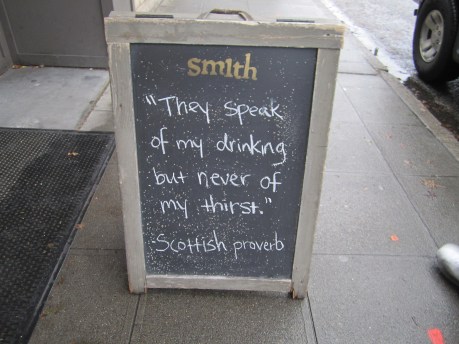 smith
"They speak
of my drinking
but never of
my thirst."
-Scottish proverb